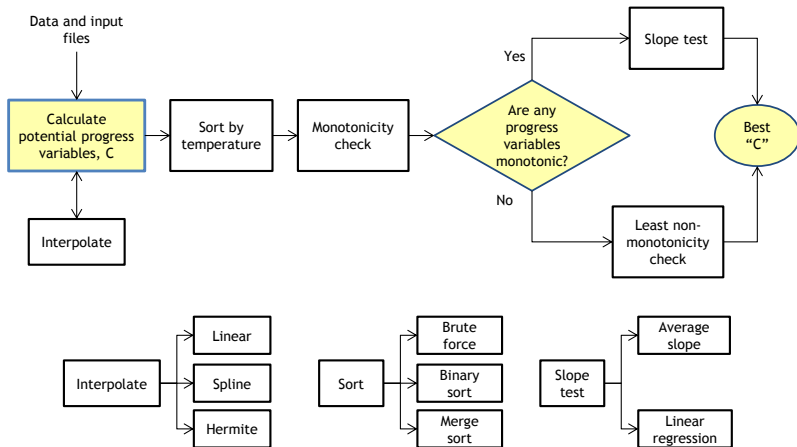 Data and input
files
Calculate
potential progress
variables, C
Sort by
temperature
Monotonicity
check
Are any
progress
variables
monotonic?
Yes
No
Slope test
Least non-
monotonicity
check
Best
“C”
Interpolate
Interpolate
Linear
Spline
Hermite
Sort
Brute
force
Binary
sort
Merge
sort
Slope
test
Average
slope
Linear
regression